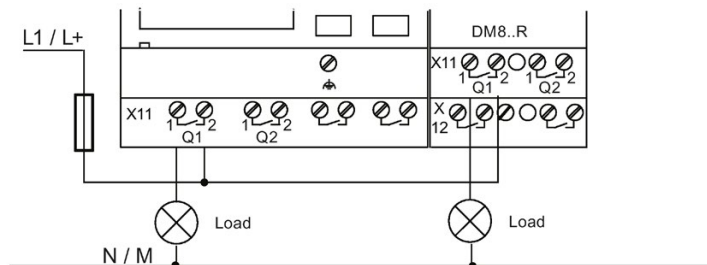 DM8..R
L1 / L+
X11 1 2 1 2
Q1 Q2
X11 1 2 1 2
Q1 Q2
X
12
Load
Load
N / M